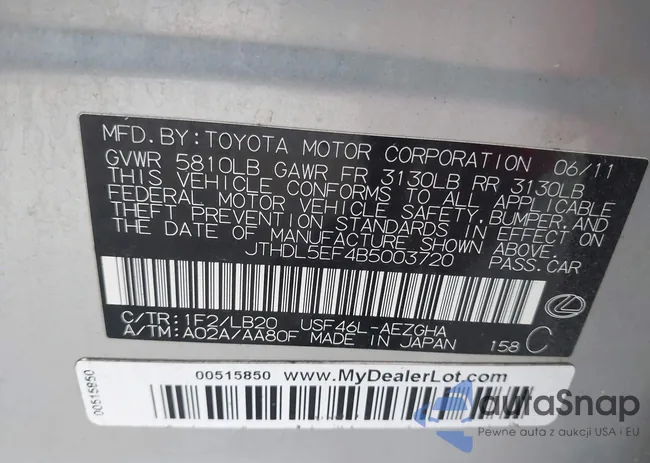 MFD. BY: TOYOTA MOTOR CORPORATION 06/11
GVWR 5810LB GAWR FR 3130LB RR 3130LB
THIS VEHICLE CONFORMS TO ALL APPLICABLE
FEDERAL MOTOR VEHICLE SAFETY, BUMPER, AND
THEFT PREVENTION STANDARDS IN EFFECT ON
THE DATE OF MANUFACTURE SHOWN ABOVE.
JTHDL5EF4B5003720 PASS. CAR
C/TR: 1F2/LB20 USF46L-AEZGHA
A/TM: A02A/AA80F MADE IN JAPAN 158 C
00515850 www.MyDealerLot.com
00515850
autaSnap
Pewne auta z aukcji USA i EU